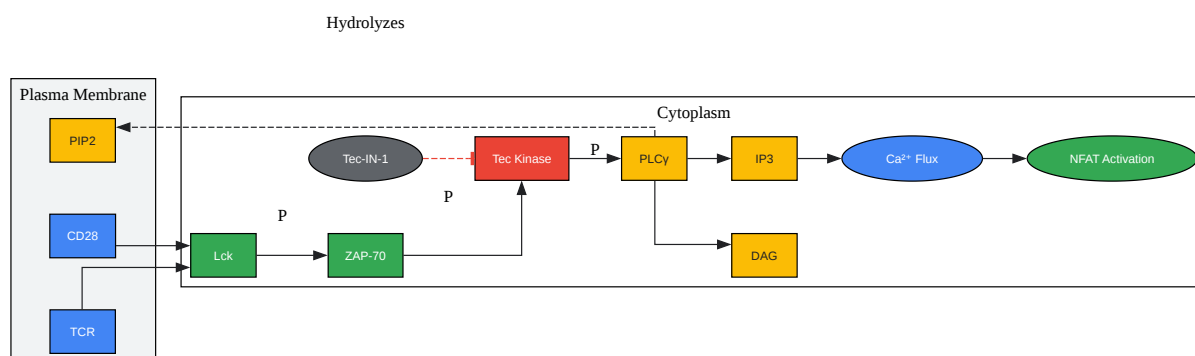 Hydrolyzes
Plasma Membrane
Cytoplasm
PIP2
Tec-IN-1
Tec Kinase
P
PLCγ
IP3
Ca²⁺ Flux
NFAT Activation
P
P
CD28
Lck
ZAP-70
DAG
TCR